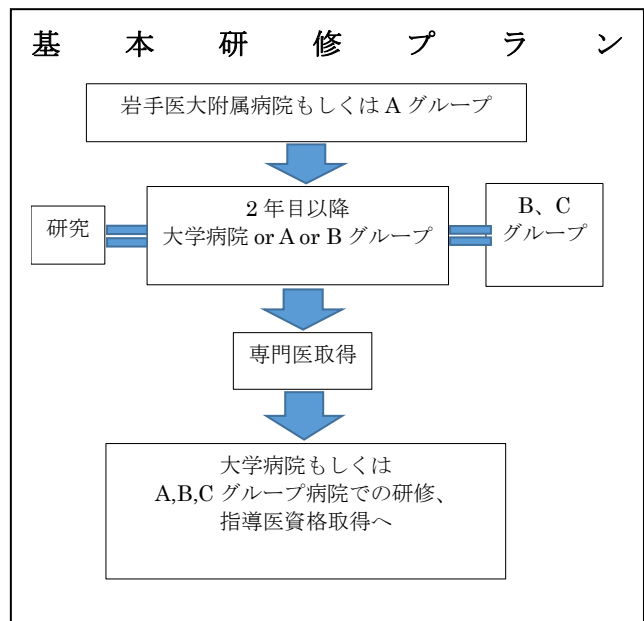 基本研修プラン
岩手医大附属病院もしくは A グループ
2 年目以降
大学病院 or A or B グループ
研究
B、C
グループ
専門医取得
大学病院もしくは
A,B,C グループ病院での研修、
指導医資格取得へ